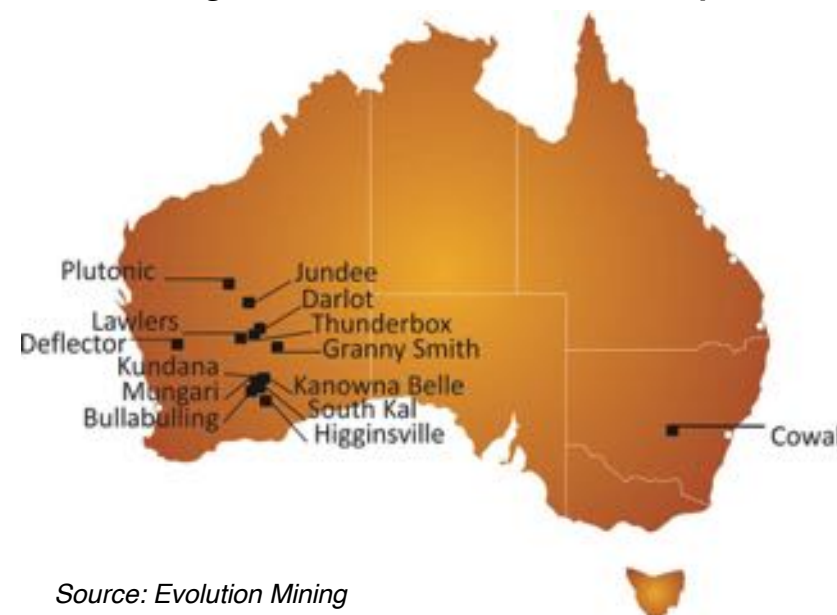 Plutonic
Jundee
Darlot
Lawlers
Thunderbox
Deflector
Granny Smith
Kundana
Kanowna Belle
Mungari
South Kal
Bullabulling
Higginsville
Cowal
Source: Evolution Mining